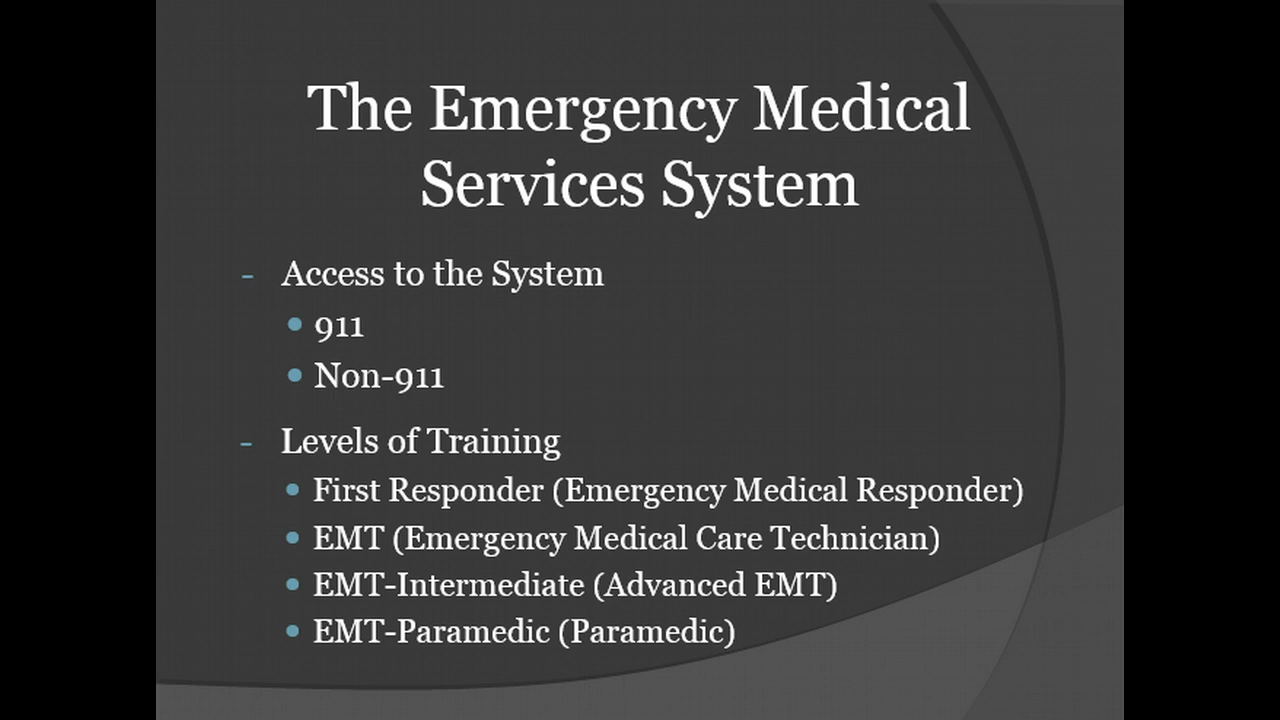 The Emergency Medical
Services System
- Access to the System
• 911
• Non-911
- Levels of Training
• First Responder (Emergency Medical Responder)
• EMT (Emergency Medical Care Technician)
• EMT-Intermediate (Advanced EMT)
• EMT-Paramedic (Paramedic)